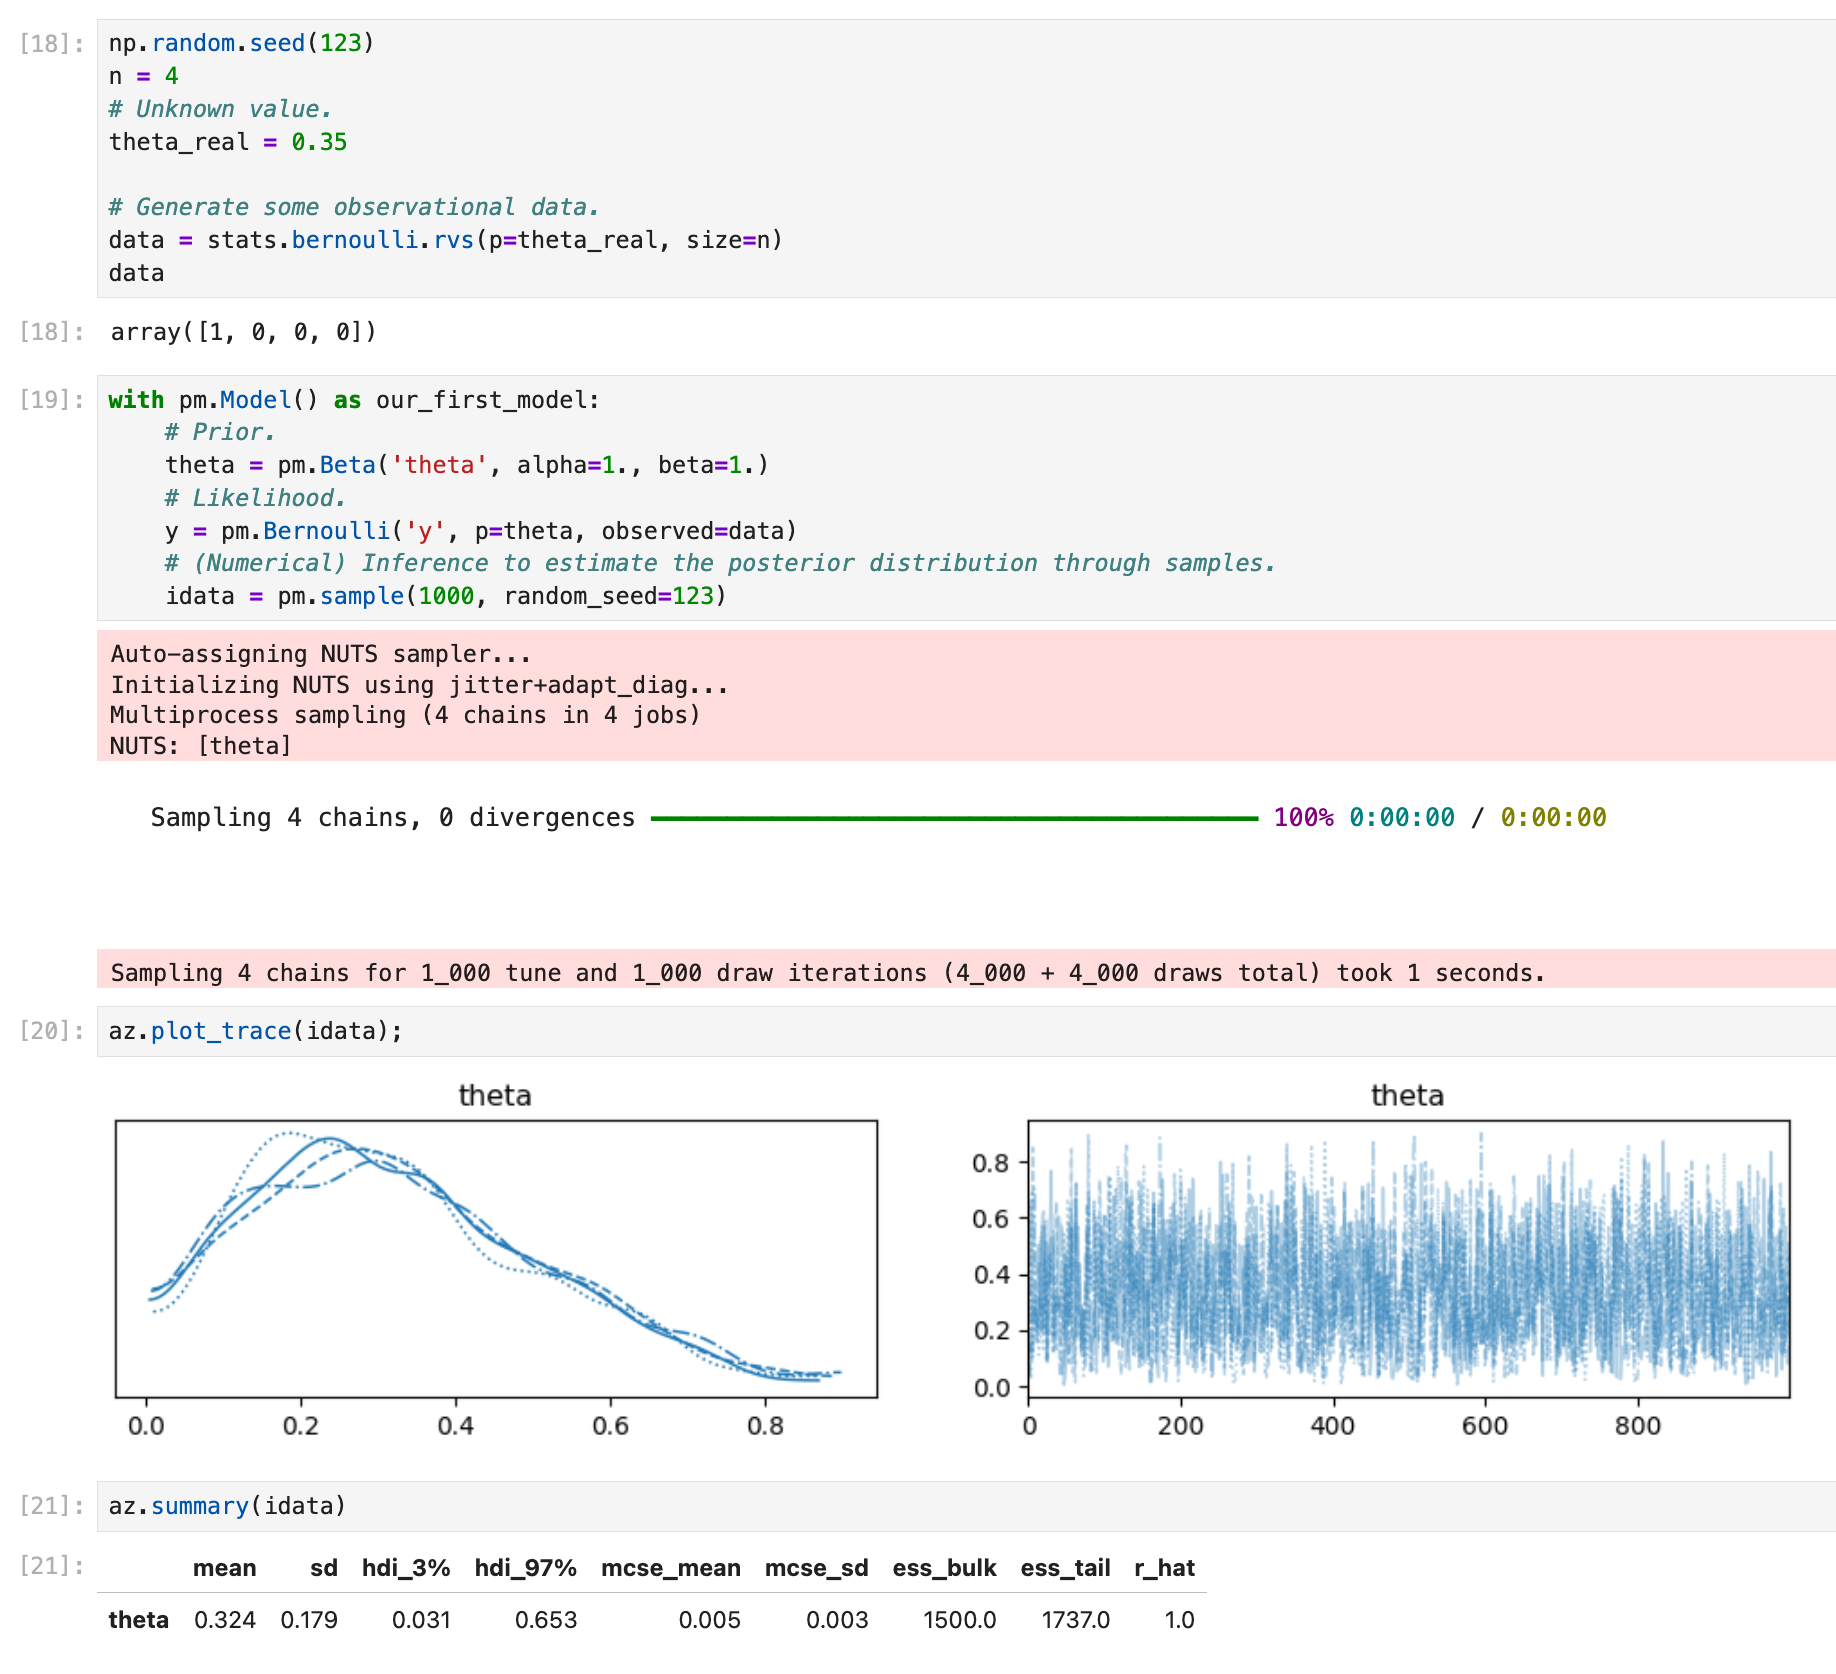 [18]: np.random.seed(123)
n = 4
# Unknown value.
theta_real = 0.35
# Generate some observational data.
data = stats.bernoulli.rvs(p=theta_real, size=n)
data
[18]: array([1, 0, 0, 0])
[19]: with pm.Model() as our_first_model:
    # Prior.
    theta = pm.Beta('theta', alpha=1., beta=1.)
    # Likelihood.
    y = pm.Bernoulli('y', p=theta, observed=data)
    # (Numerical) Inference to estimate the posterior distribution through samples.
    idata = pm.sample(1000, random_seed=123)
Auto-assigning NUTS sampler...
Initializing NUTS using jitter+adapt_diag...
Multiprocess sampling (4 chains in 4 jobs)
NUTS: [theta]
Sampling 4 chains, 0 divergences 100% 0:00:00 / 0:00:00
Sampling 4 chains for 1_000 tune and 1_000 draw iterations (4_000 + 4_000 draws total) took 1 seconds.
[20]: az.plot_trace(idata);
theta
0.0 0.2 0.4 0.6 0.8
theta
0.8
0.6
0.4
0.2
0.0
0 200 400 600 800
[21]: az.summary(idata)
[21]: mean sd hdi_3% hdi_97% mcse_mean mcse_sd ess_bulk ess_tail r_hat
theta 0.324 0.179 0.031 0.653 0.005 0.003 1500.0 1737.0 1.0